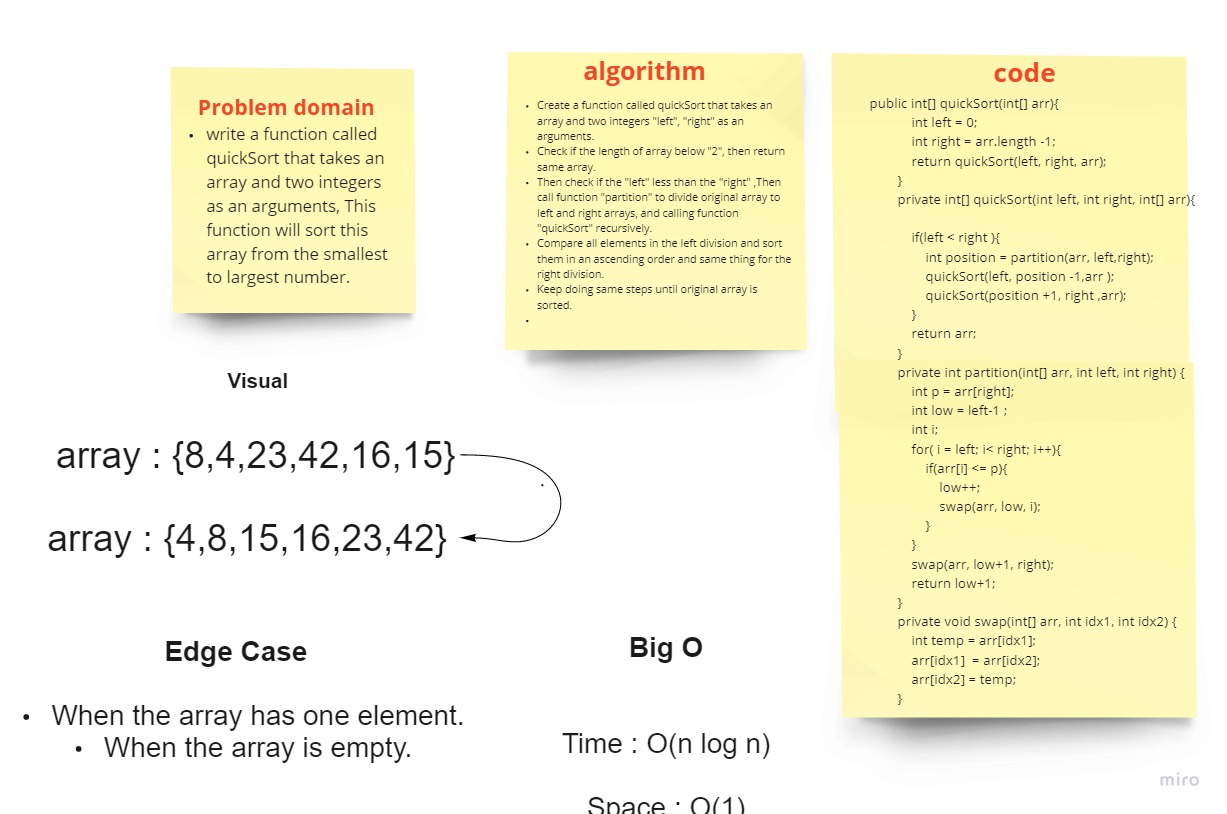 Problem domain
• write a function called
quickSort that takes an
array and two integers
as an arguments, This
function will sort this
array from the smallest
to largest number.
algorithm
• Create a function called quickSort that takes an
array and two integers "left", "right" as an
arguments.
• Check if the length of array below "2", then return
same array.
• Then check if the "left" less than the "right" ,Then
call function "partition" to divide original array to
left and right arrays, and calling function
"quickSort" recursively.
• Compare all elements in the left division and sort
them in an ascending order and same thing for the
right division.
• Keep doing same steps until original array is
sorted.
•
code
public int[] quickSort(int[] arr){
int left = 0;
int right = arr.length -1;
return quickSort(left, right, arr);
}
private int[] quickSort(int left, int right, int[] arr){
if(left < right ){
int position = partition(arr, left,right);
quickSort(left, position -1,arr );
quickSort(position +1, right ,arr);
}
return arr;
}
private int partition(int[] arr, int left, int right) {
int p = arr[right];
int low = left-1 ;
int i;
for( i = left; i< right; i++){
if(arr[i] <= p){
low++;
swap(arr, low, i);
}
}
swap(arr, low+1, right);
return low+1;
}
private void swap(int[] arr, int idx1, int idx2) {
int temp = arr[idx1];
arr[idx1]  = arr[idx2];
arr[idx2] = temp;
}
Visual
array : {8,4,23,42,16,15}
array : {4,8,15,16,23,42}
Edge Case
• When the array has one element.
• When the array is empty.
Big O
Time : O(n log n)
Space : O(1)
miro